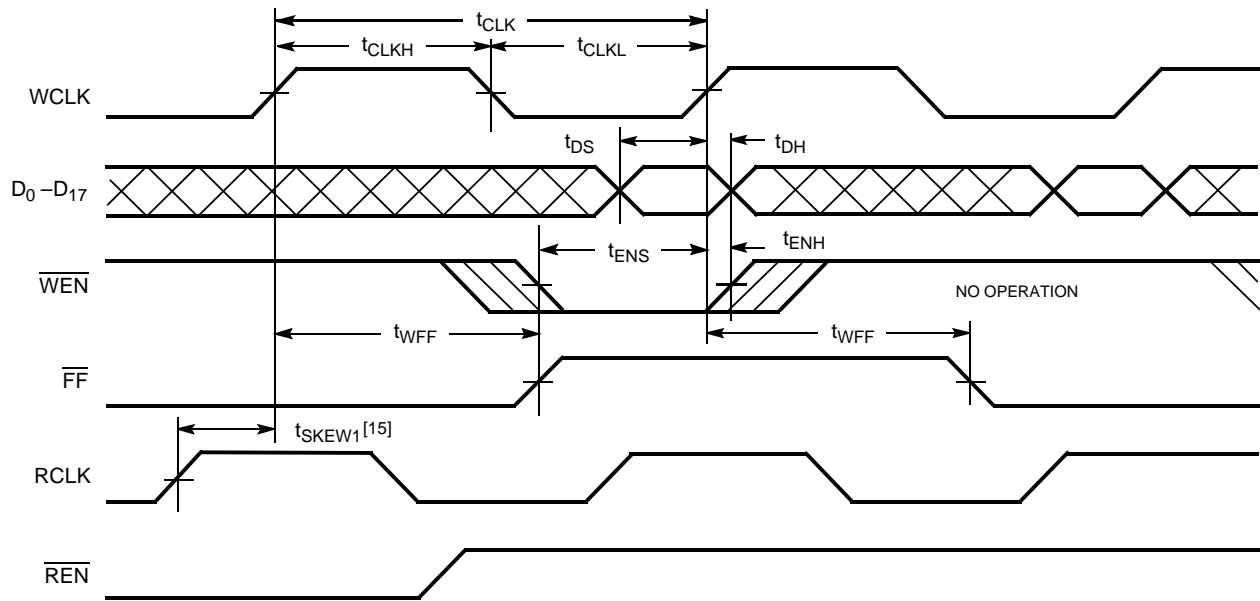 tCLK
tCLKH tCLKL
WCLK
tDS tDH
D0 –D17
tENS tENH
WEN
NO OPERATION
tWFF tWFF
FF
tSKEW1[15]
RCLK
REN